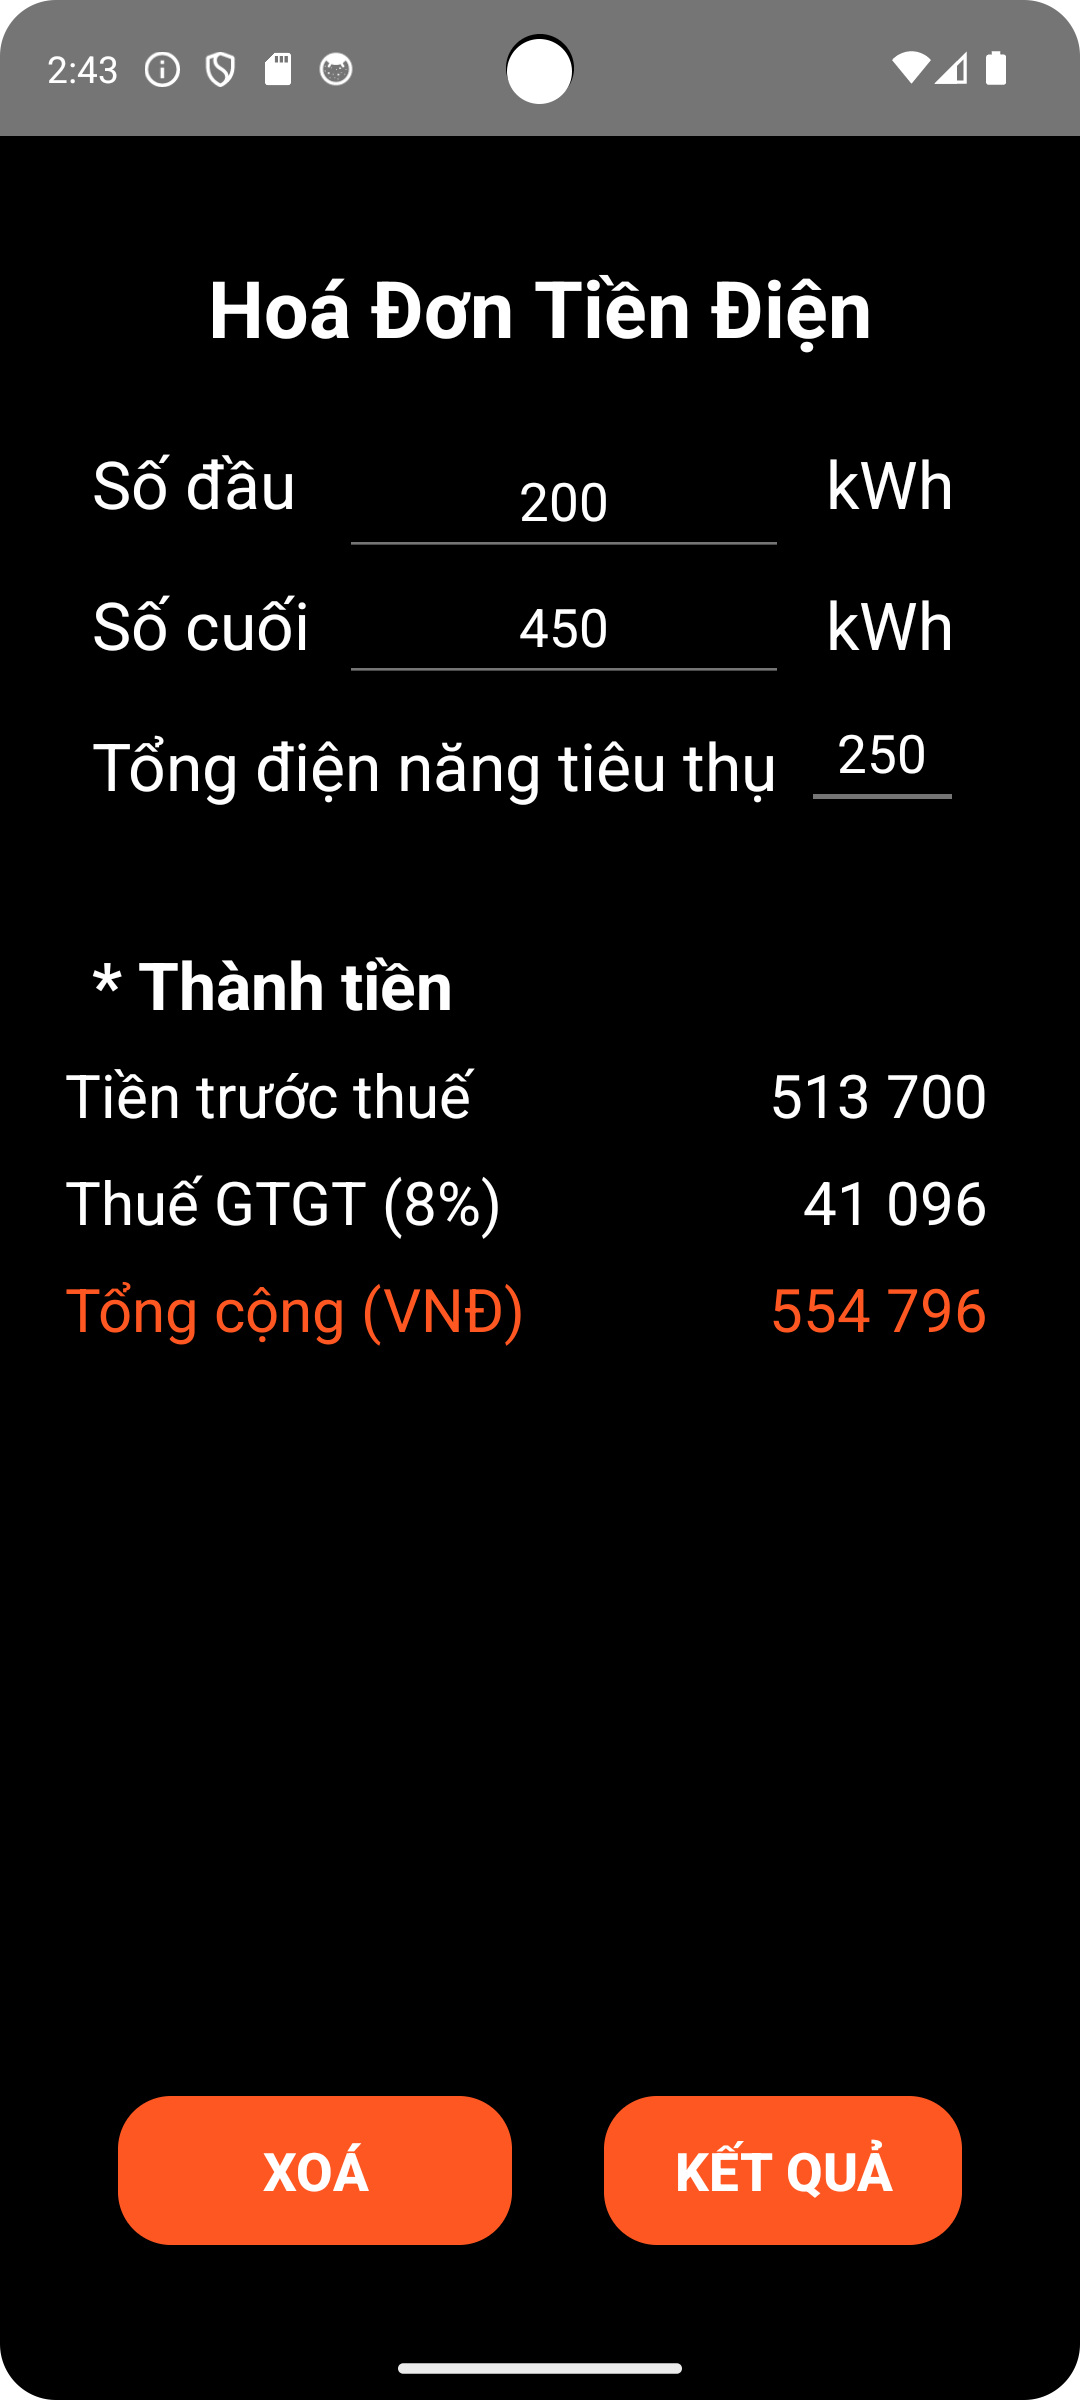 2:43
Hoá Đơn Tiền Điện
Số đầu 200 kWh
Số cuối 450 kWh
Tổng điện năng tiêu thụ 250
* Thành tiền
Tiền trước thuế 513 700
Thuế GTGT (8%) 41 096
Tổng cộng (VNĐ) 554 796
XOÁ KẾT QUẢ